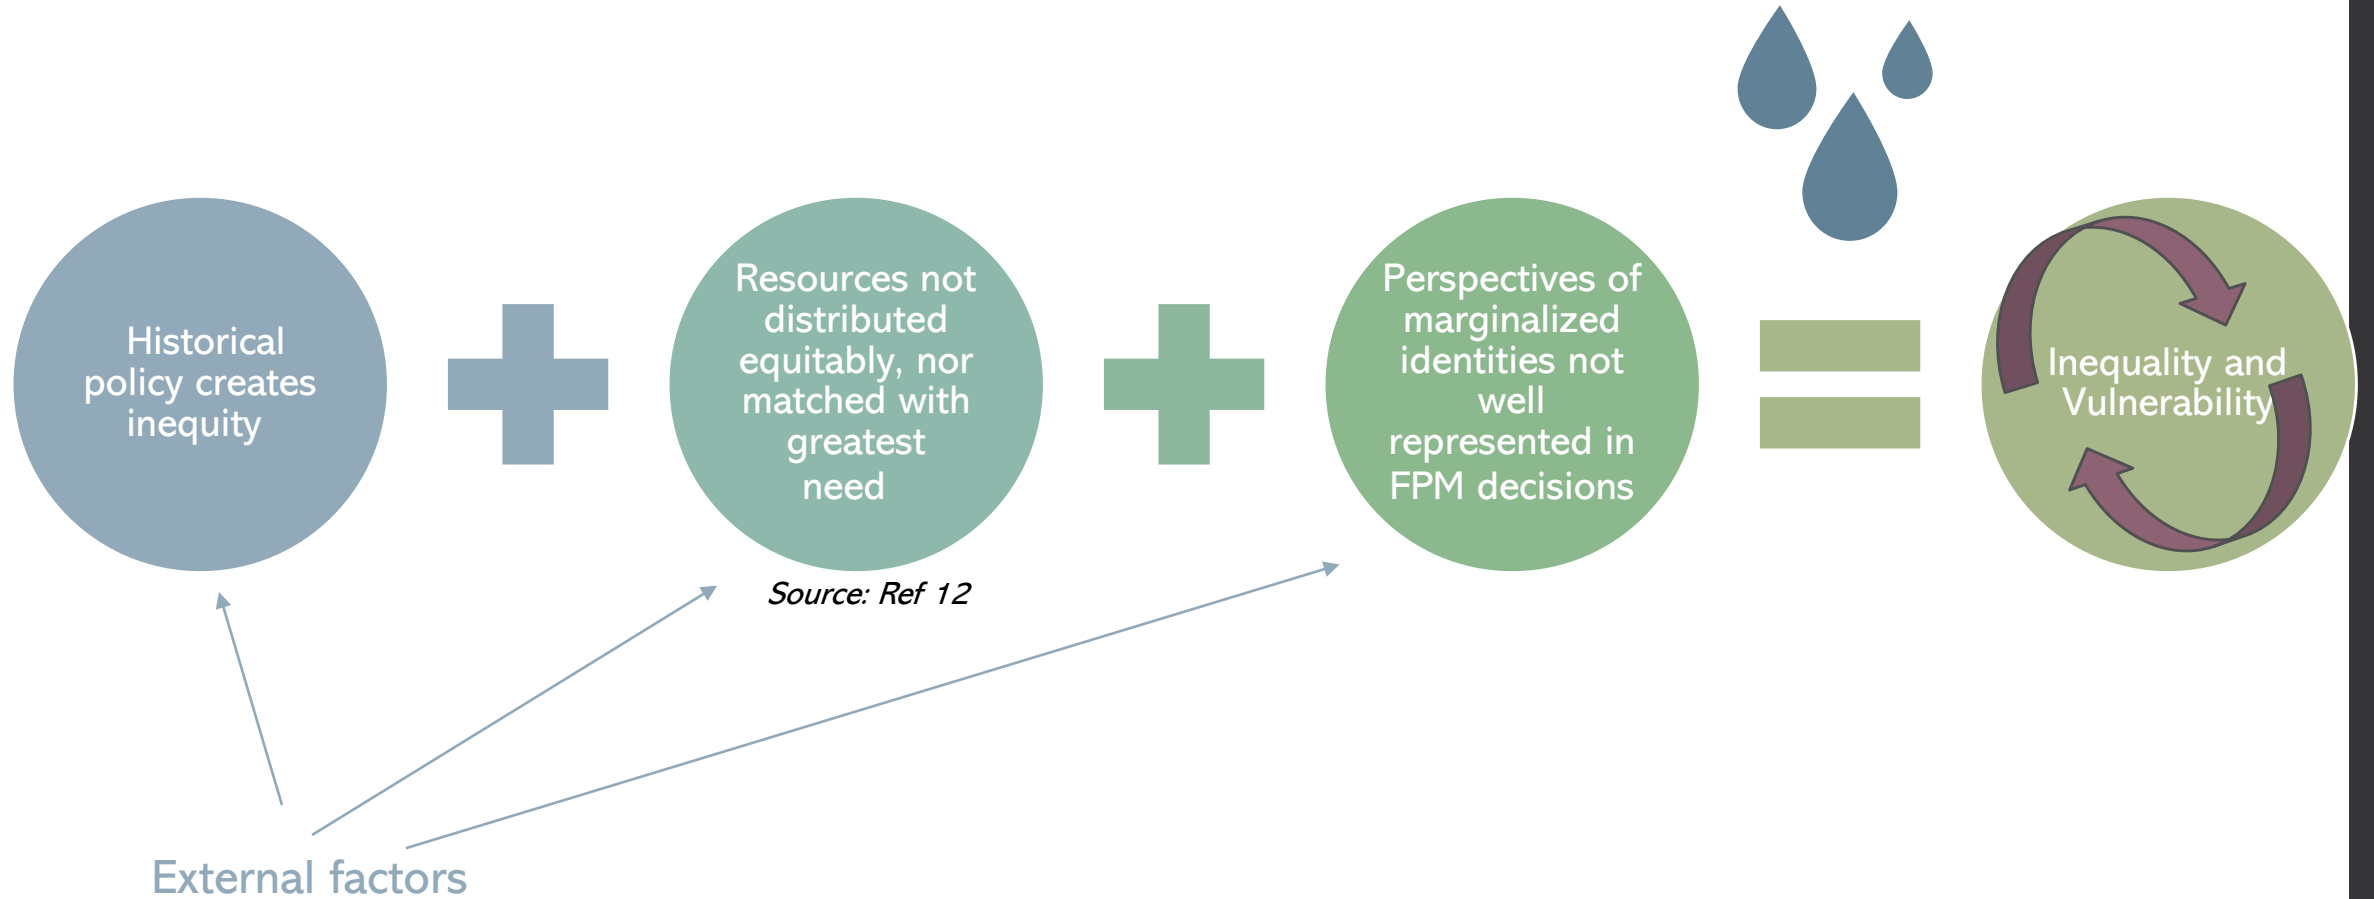 Historical
policy creates
inequity
Resources not
distributed
equitably, nor
matched with
greatest
need
Perspectives of
marginalized
identities not
well
represented in
FPM decisions
Inequality and
Vulnerability
Source: Ref 12
External factors